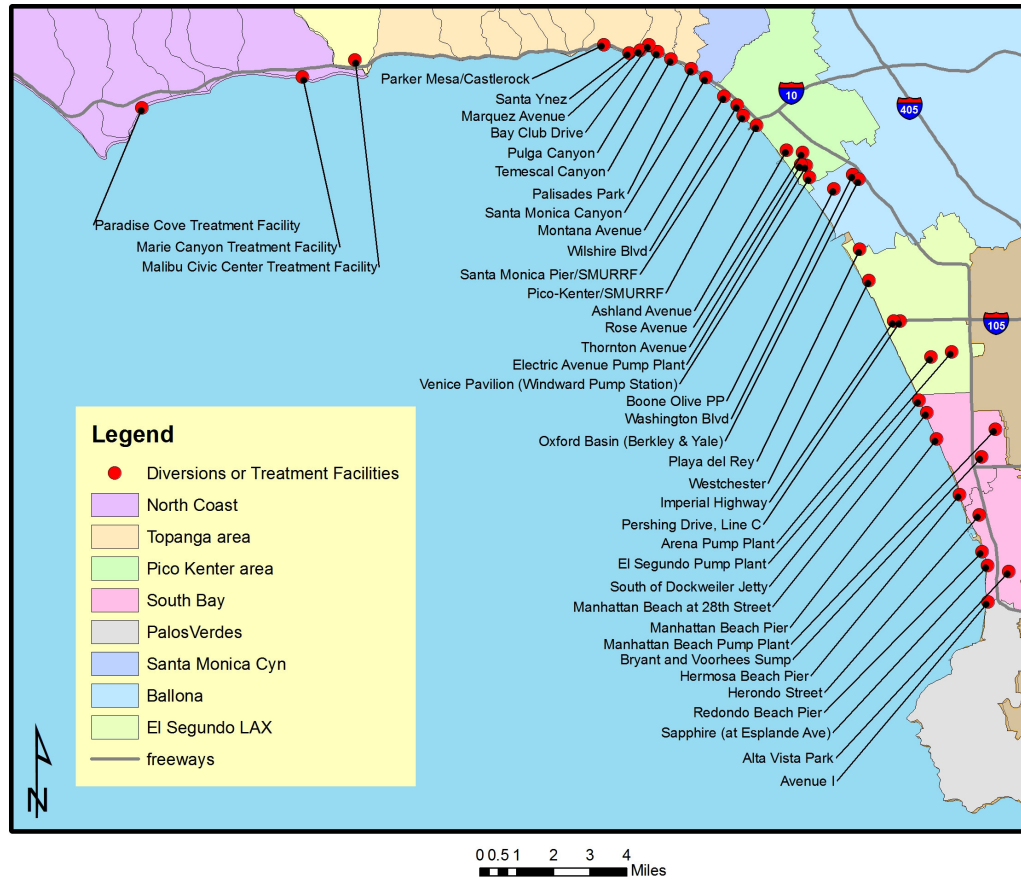 Parker Mesa/Castlerock
Santa Ynez
Marquez Avenue
Bay Club Drive
Pulga Canyon
Temescal Canyon
Palisades Park
Santa Monica Canyon
Montana Avenue
Wilshire Blvd
Santa Monica Pier/SMURRF
Pico-Kenter/SMURRF
Ashland Avenue
Rose Avenue
Thornton Avenue
Electric Avenue Pump Plant
Venice Pavilion (Windward Pump Station)
Boone Olive PP
Washington Blvd
Oxford Basin (Berkley & Yale)
Playa del Rey
Westchester
Imperial Highway
Pershing Drive, Line C
Arena Pump Plant
El Segundo Pump Plant
South of Dockweiler Jetty
Manhattan Beach at 28th Street
Manhattan Beach Pier
Manhattan Beach Pump Plant
Bryant and Voorhees Sump
Hermosa Beach Pier
Herondo Street
Redondo Beach Pier
Sapphire (at Esplande Ave)
Alta Vista Park
Avenue I
Paradise Cove Treatment Facility
Marie Canyon Treatment Facility
Malibu Civic Center Treatment Facility
10
405
105
Legend
Diversions or Treatment Facilities
North Coast
Topanga area
Pico Kenter area
South Bay
PalosVerdes
Santa Monica Cyn
Ballona
El Segundo LAX
freeways
N
0 0.5 1 2 3 4
Miles